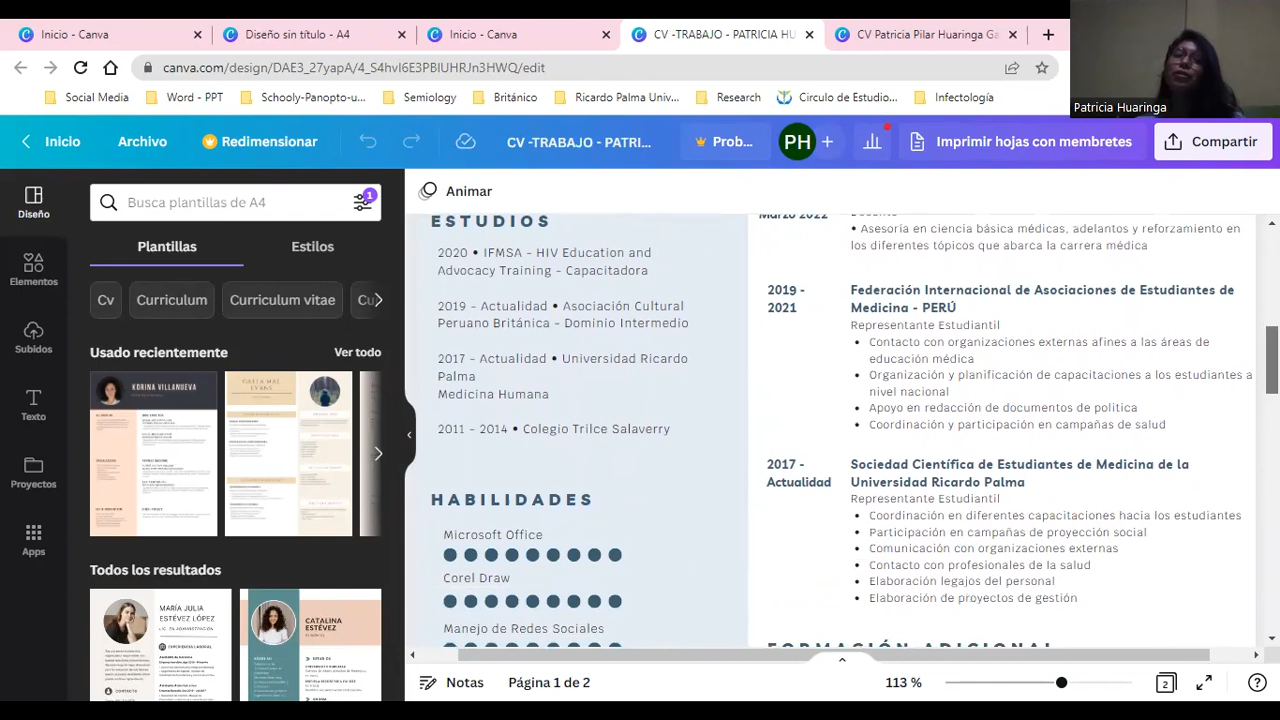 Inicio - Canva
Diseño sin título - A4
Inicio - Canva
CV -TRABAJO - PATRICIA HU
CV Patricia Pilar Huaringa Ga
canva.com/design/DAE3_27yapA/4_S4hvI6E3PBIUHRJn3HWQ/edit
Social Media
Word - PPT
Schooly-Panopto-u...
Semiology
Británico
Ricardo Palma Univ...
Research
Circulo de Estudio...
Infectología
Patricia Huaringa
Inicio
Archivo
Redimensionar
CV -TRABAJO - PATRI...
Prob...
PH
Imprimir hojas con membretes
Compartir
Diseño
Elementos
Subidos
Texto
Proyectos
Apps
Busca plantillas de A4
1
Plantillas
Estilos
Cv
Curriculum
Curriculum vitae
Cu
Usado recientemente
Ver todo
KORINA VILLANUEVA
Todos los resultados
MARÍA JULIA
ESTÉVEZ LÓPEZ
LIC. EN ADMINISTRACIÓN
EXPERIENCIA LABORAL
CONTACTO
CATALINA
ESTÉVEZ
Animar
ESTUDIOS
2020 • IFMSA - HIV Education and
Advocacy Training - Capacitadora
2019 - Actualidad • Asociación Cultural
Peruano Británica - Dominio Intermedio
2017 - Actualidad • Universidad Ricardo
Palma
Medicina Humana
2011 - 2014 • Colegio Trilce Salaverry
HABILIDADES
Microsoft Office
Corel Draw
Manejo de Redes Sociales
Marzo 2022
Docente
• Asesoría en ciencia básica médicas, adelantos y reforzamiento en
los diferentes tópicos que abarca la carrera médica
2019 -
2021
Federación Internacional de Asociaciones de Estudiantes de
Medicina - PERÚ
Representante Estudiantil
• Contacto con organizaciones externas afines a las áreas de
educación médica
• Organización y planificación de capacitaciones a los estudiantes a
nivel nacional
• Apoyo en redacción de documentos de política
• Coordinación y participación en campañas de salud
2017 -
Actualidad
Sociedad Científica de Estudiantes de Medicina de la
Universidad Ricardo Palma
Representante Estudiantil
• Coordinación en diferentes capacitaciones hacia los estudiantes
• Participación en campañas de proyección social
• Comunicación con organizaciones externas
• Contacto con profesionales de la salud
• Elaboración legajos del personal
• Elaboración de proyectos de gestión
Notas
Página 1 de 2
113 %
2